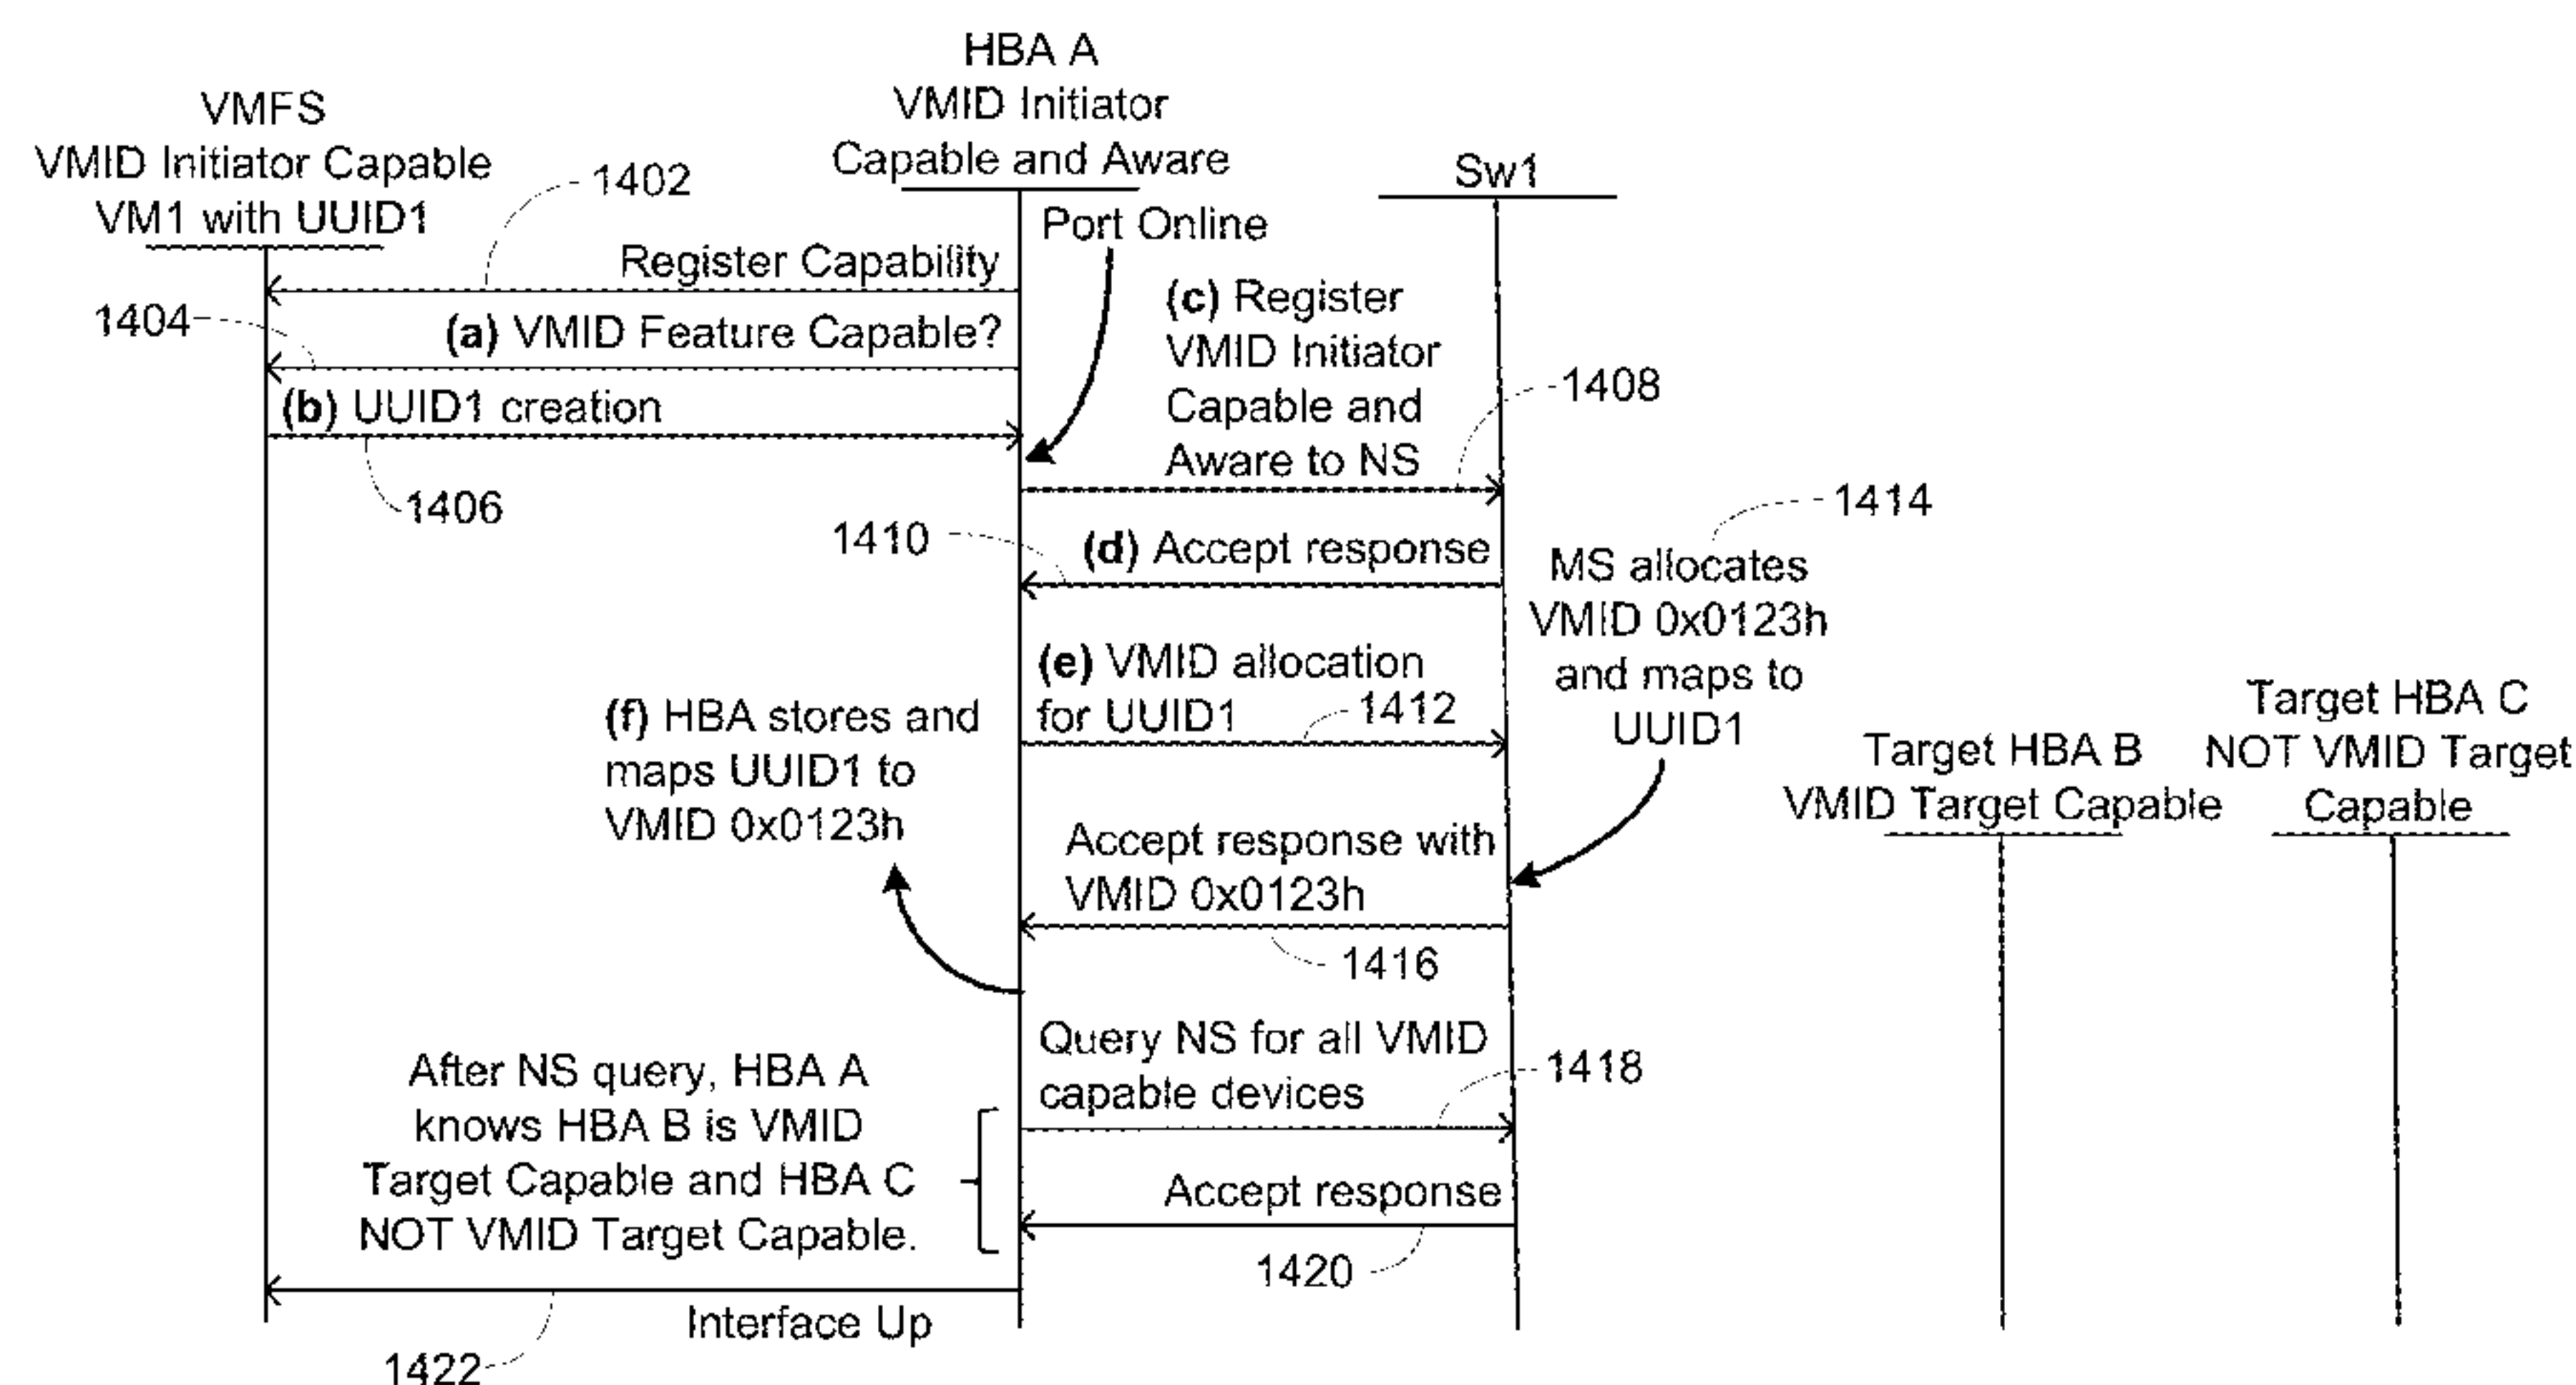 HBA A
VMID Initiator
Capable and Aware
VMFS
VMID Initiator Capable
VM1 with UUID1
Sw1
1402
Port Online
Register Capability
1404
(a) VMID Feature Capable?
(b) UUID1 creation
1406
(c) Register
VMID Initiator
Capable and
Aware to NS
1408
1410
(d) Accept response
1414
MS allocates
VMID 0x0123h
and maps to
UUID1
(e) VMID allocation
for UUID1
1412
(f) HBA stores and
maps UUID1 to
VMID 0x0123h
Target HBA B
VMID Target Capable
Target HBA C
NOT VMID Target
Capable
Accept response with
VMID 0x0123h
1416
Query NS for all VMID
capable devices
1418
After NS query, HBA A
knows HBA B is VMID
Target Capable and HBA C
NOT VMID Target Capable.
Accept response
1420
Interface Up
1422